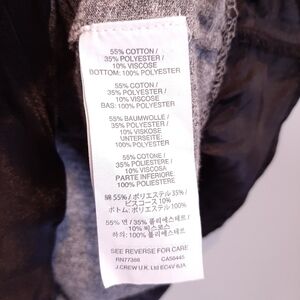 55% COTTON /
35% POLYESTER /
10% VISCOSE
BOTTOM: 100% POLYESTER
55% COTON /
35% POLYESTER /
10% VISCOSE
BAS: 100% POLYESTER
55% BAUMWOLLE /
35% POLYESTER /
10% VISKOSE
UNTERSEITE:
100% POLYESTER
55% COTONE /
35% POLIESTERE /
10% VISCOSA
PARTE INFERIORE
100% POLIESTERE
綿 55% / ポリエステル 35% /
ビスコース 10%
ボトム: ポリエステル 100%
55% 면 / 35% 폴리에스테르 /
10% 비스코스
하의: 100% 폴리에스테르
SEE REVERSE FOR CARE
RN77388 CA56445
J.CREW U.K. Ltd EC4V 6JA